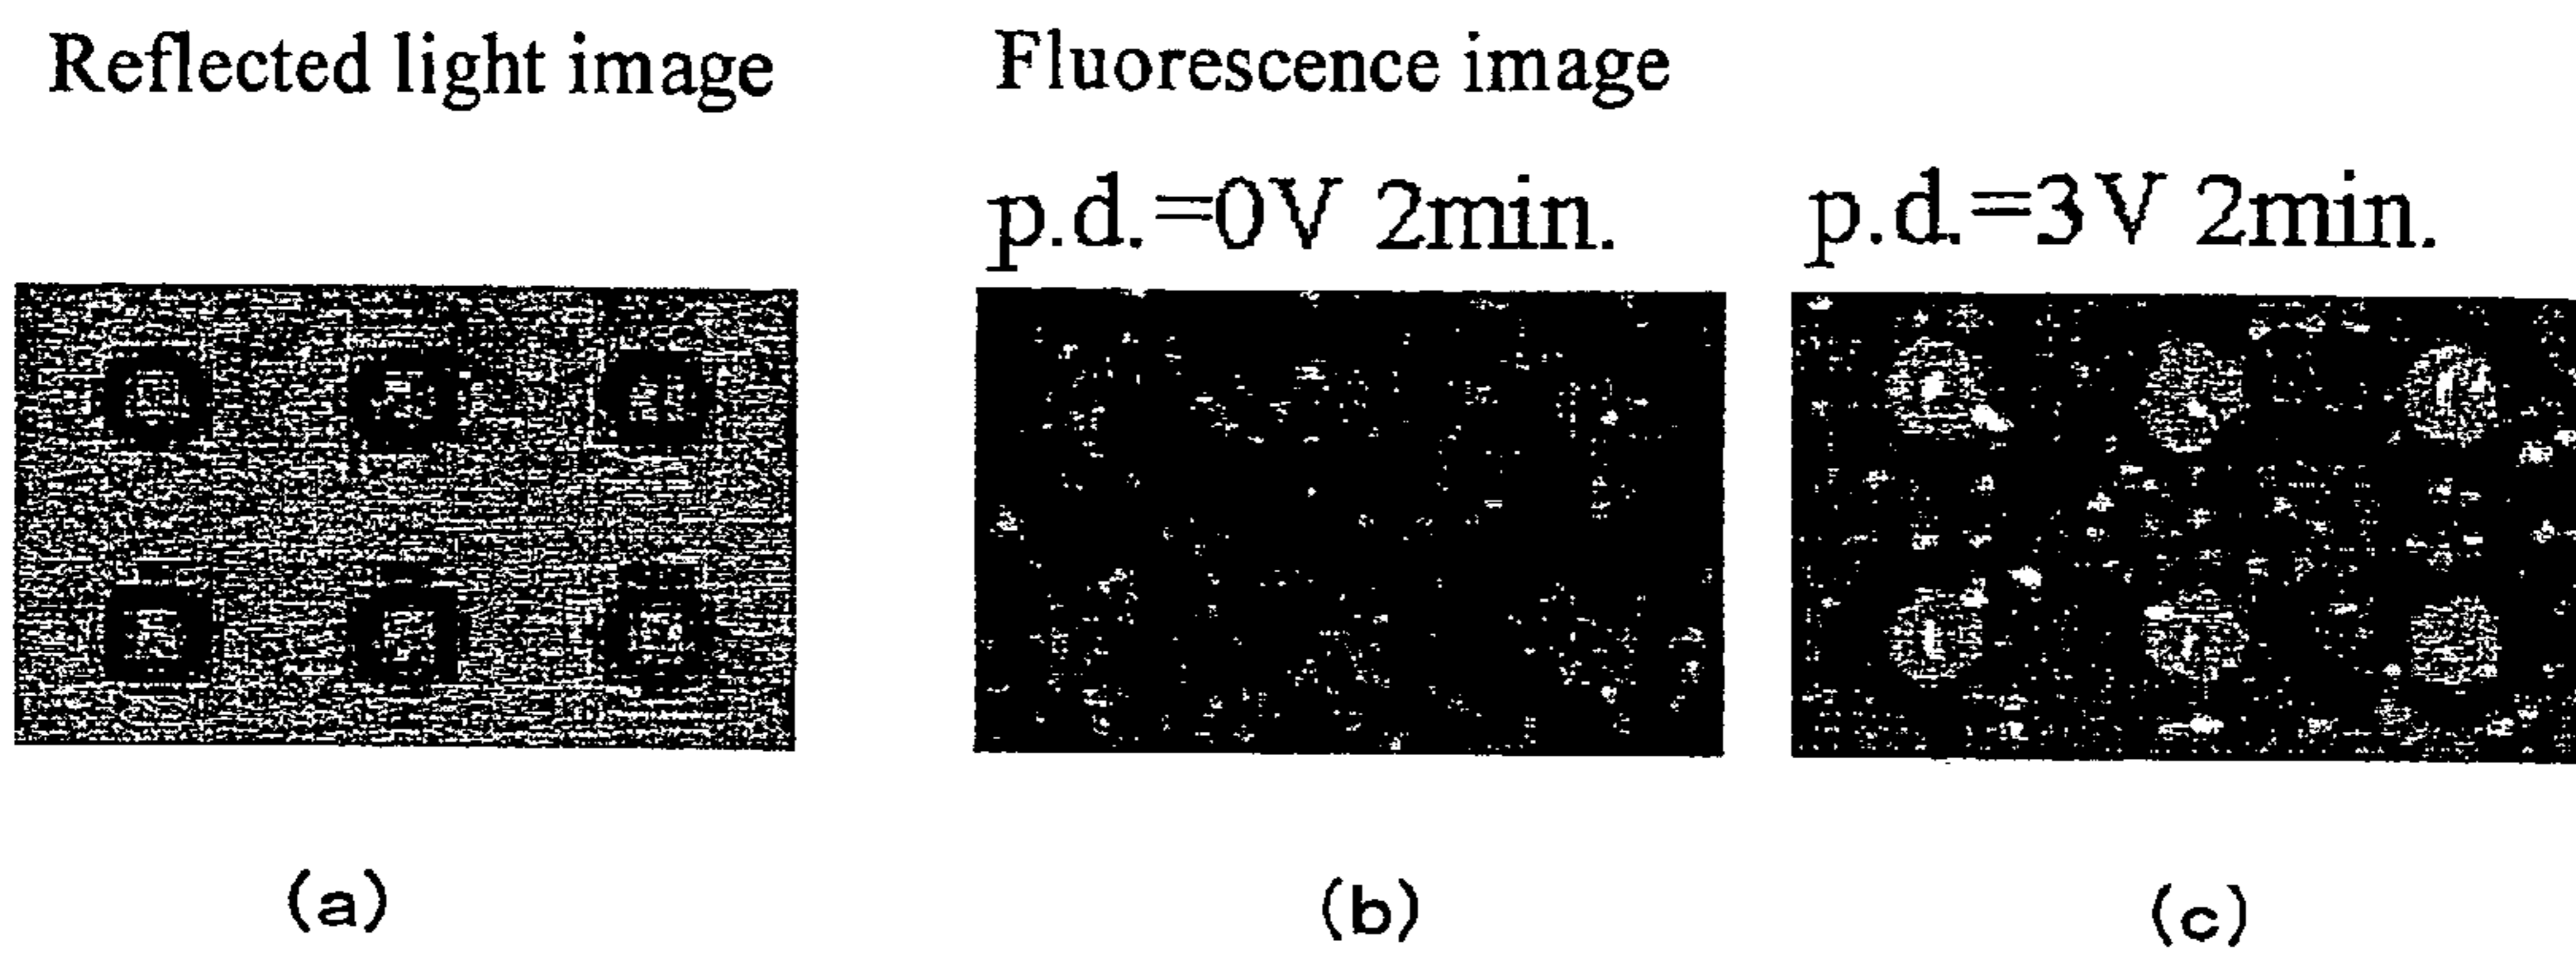 Reflected light image
Fluorescence image
p.d.=0V 2min.
p.d.=3V 2min.
(a)
(b)
(c)